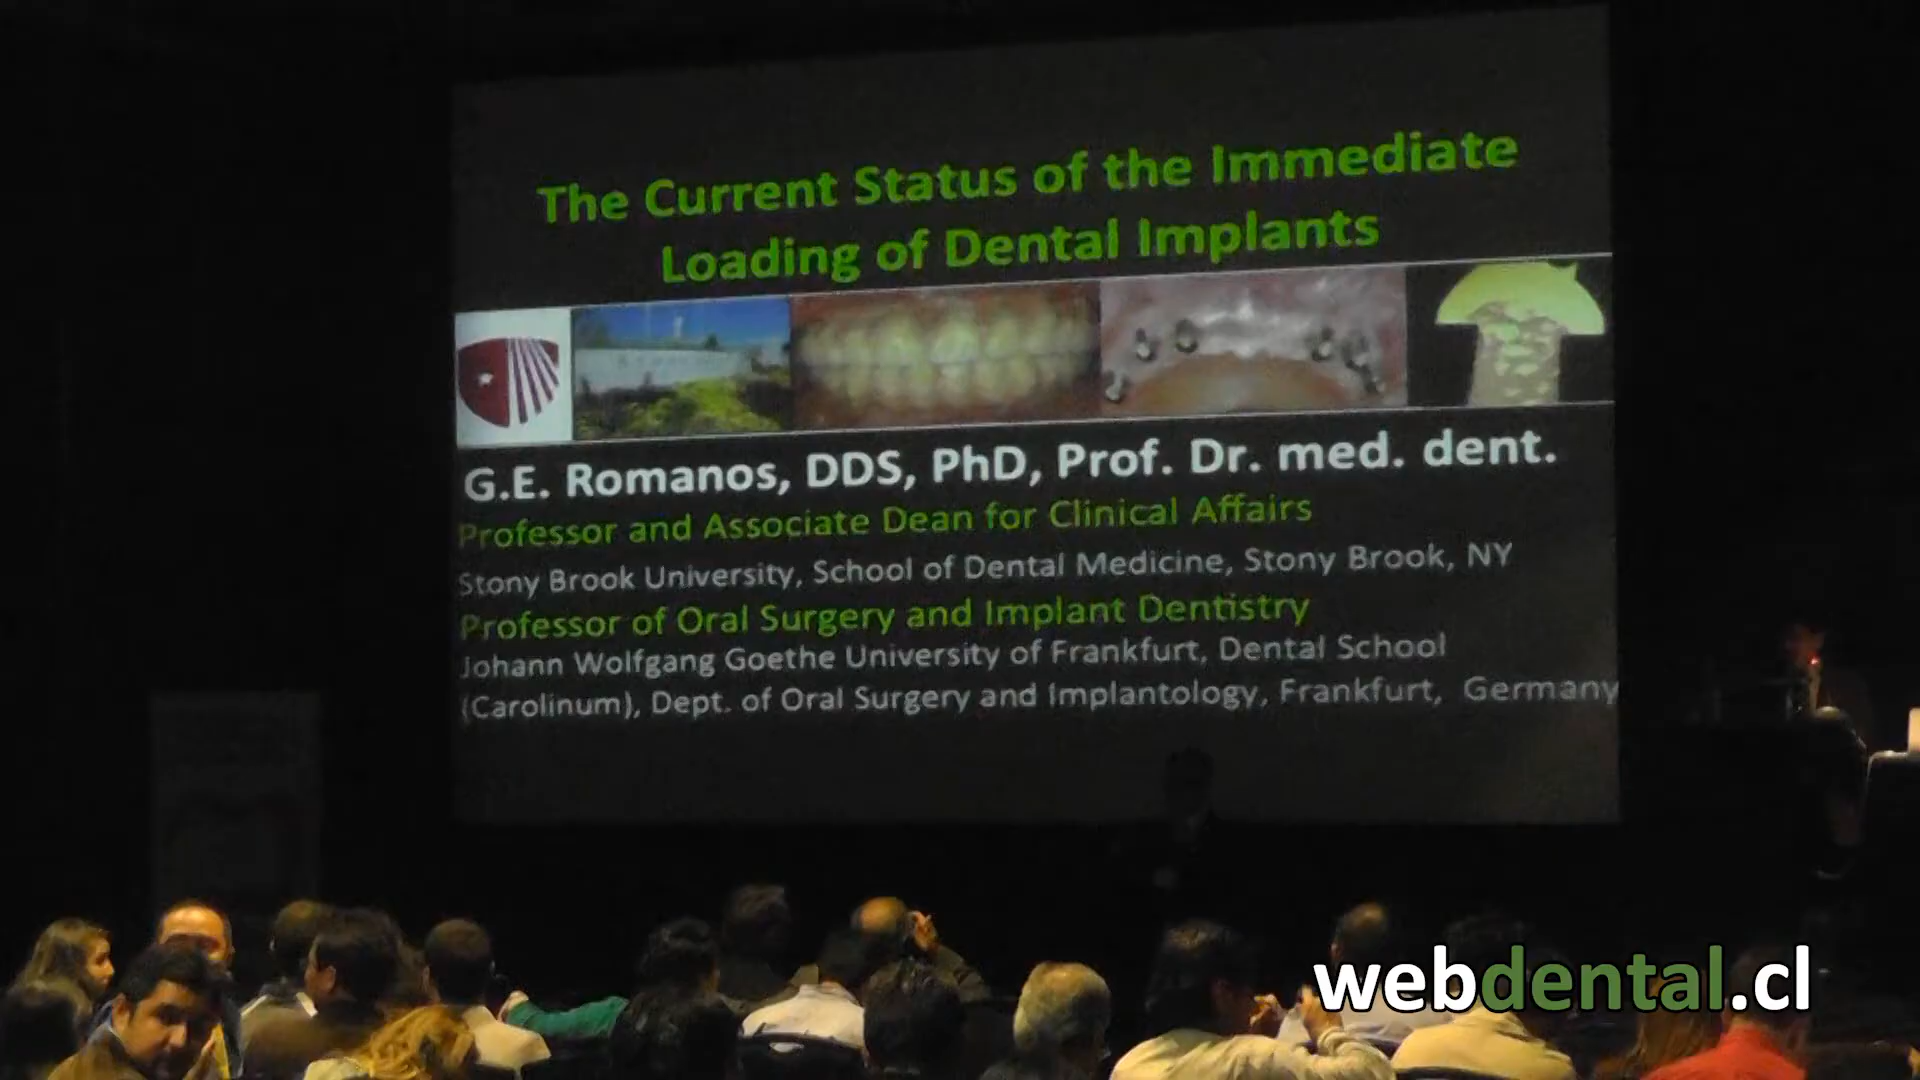 The Current Status of the Immediate
Loading of Dental Implants
G.E. Romanos, DDS, PhD, Prof. Dr. med. dent.
Professor and Associate Dean for Clinical Affairs
Stony Brook University, School of Dental Medicine, Stony Brook, NY
Professor of Oral Surgery and Implant Dentistry
Johann Wolfgang Goethe University of Frankfurt, Dental School
(Carolinum), Dept. of Oral Surgery and Implantology, Frankfurt, Germany
webdental.cl